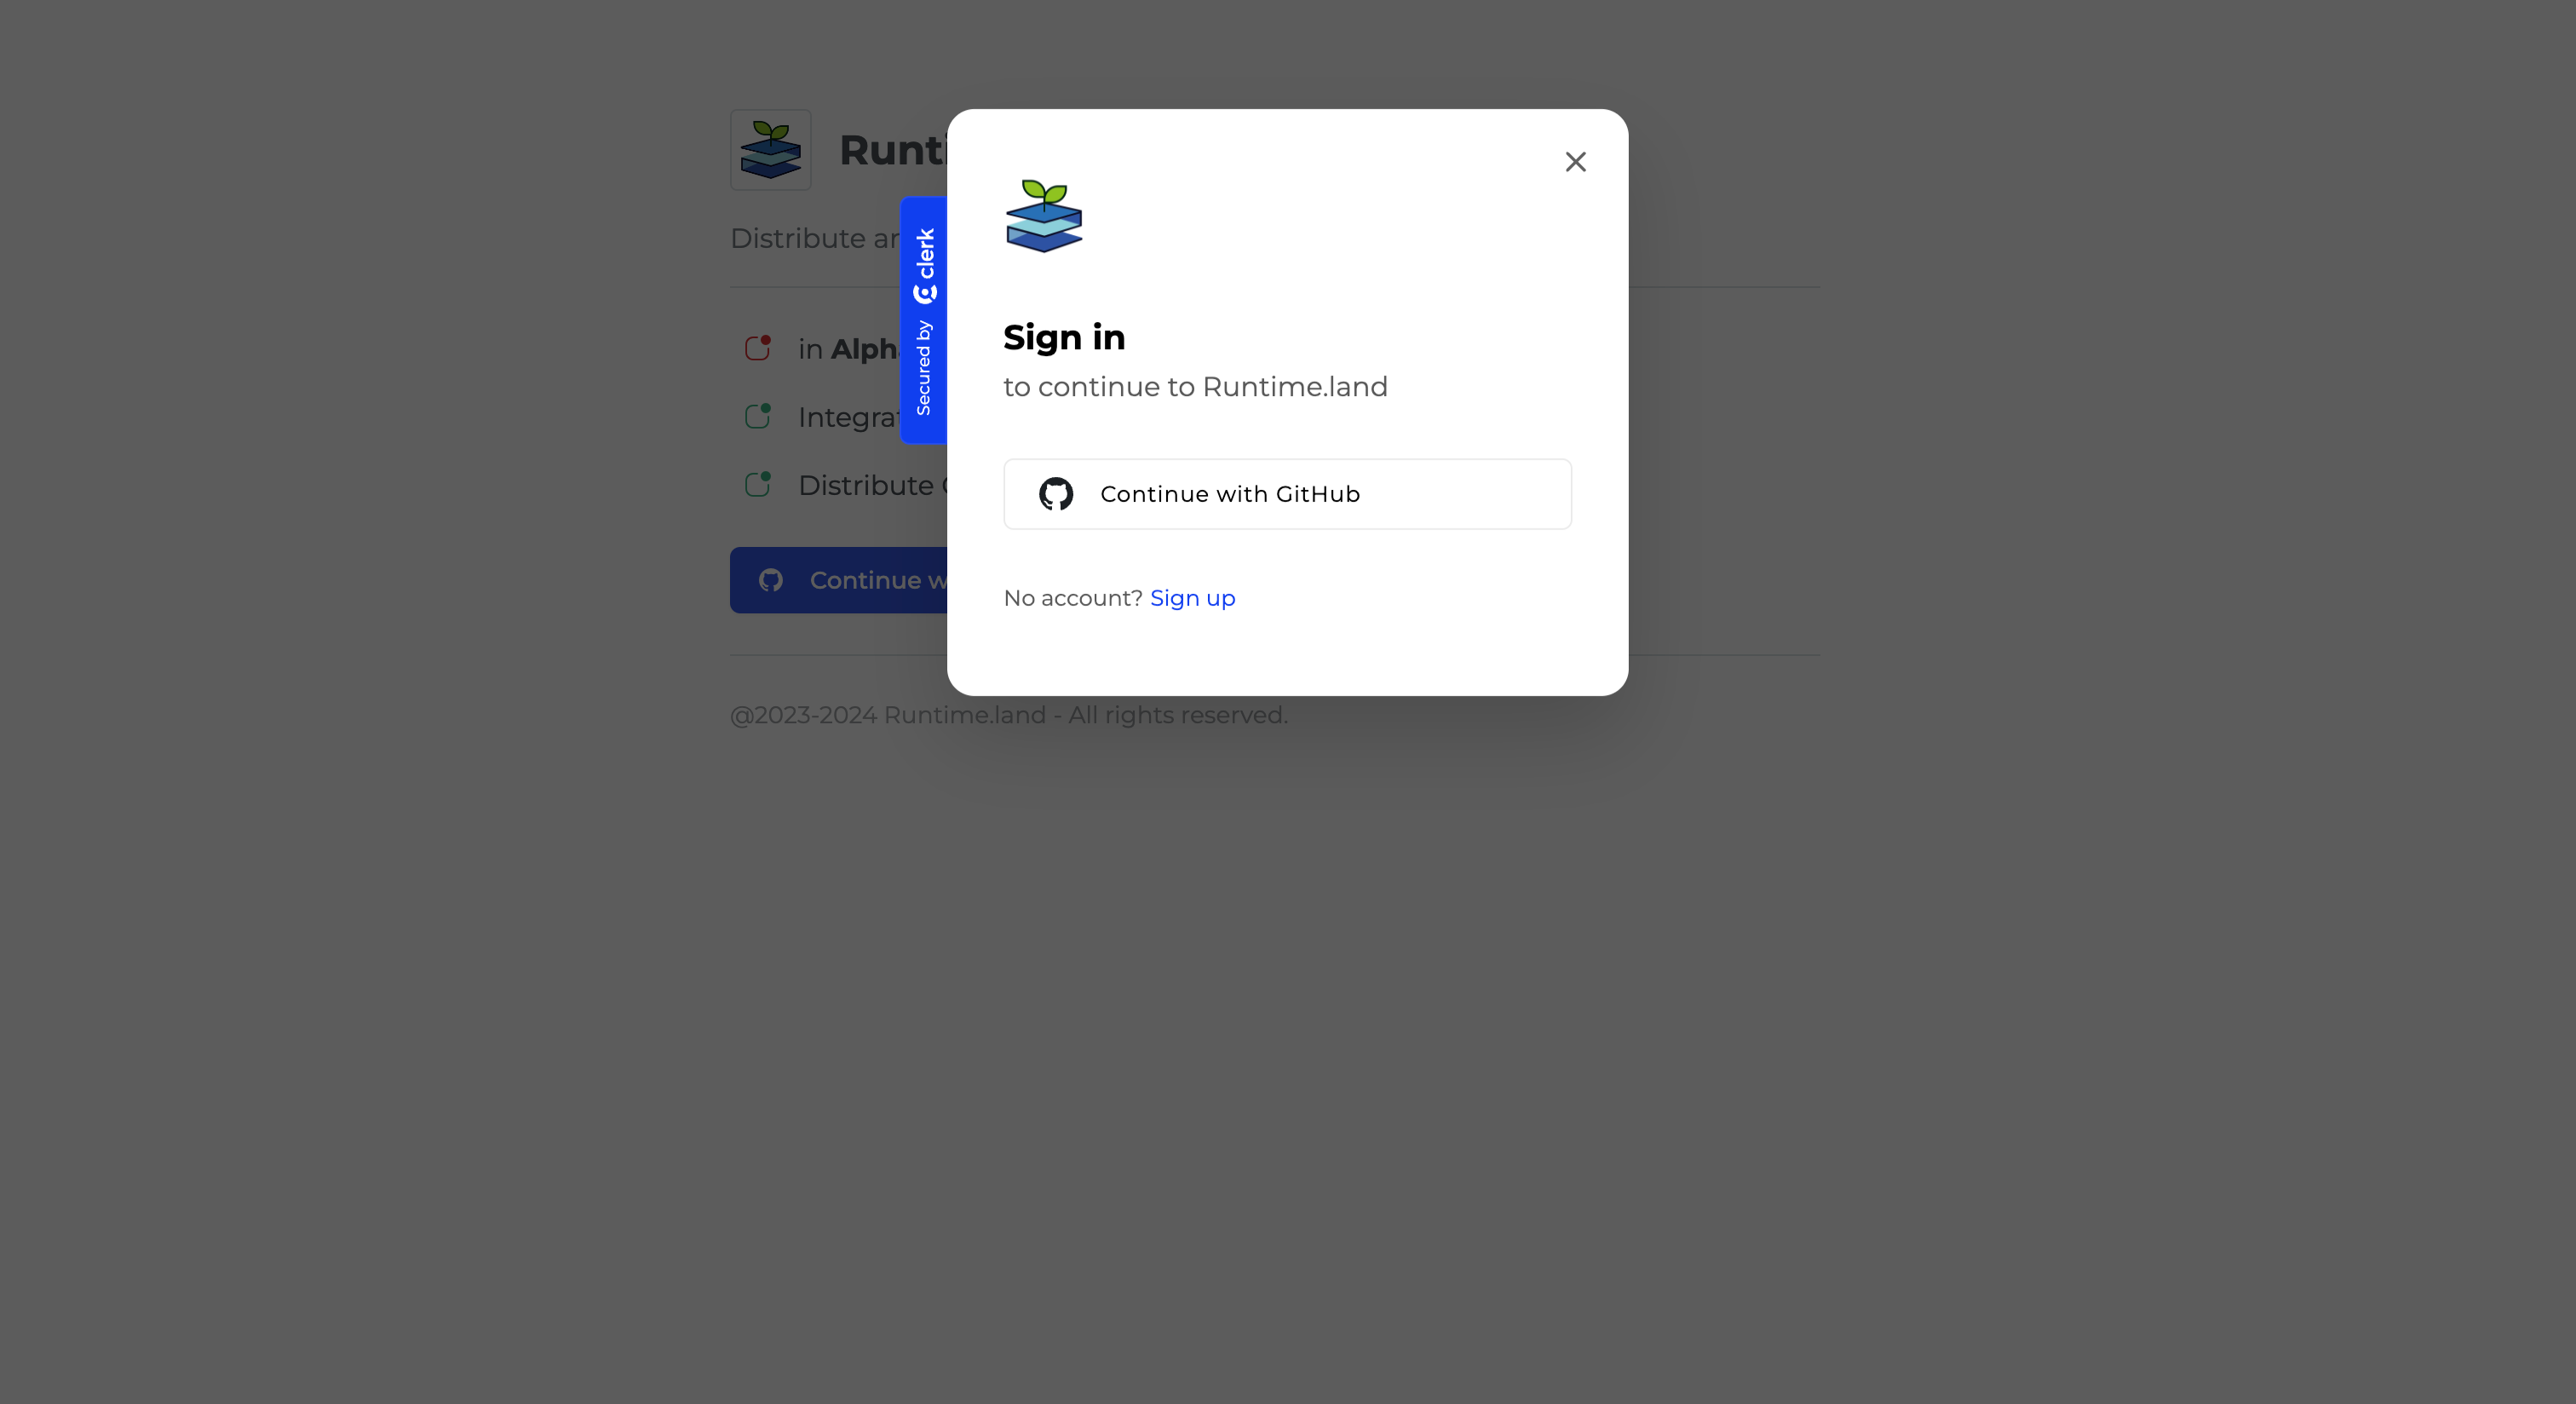 Runti
Distribute ar
in Alph
Integra
Distribute
Continue w
Secured by clerk
Sign in
to continue to Runtime.land
Continue with GitHub
No account? Sign up
@2023-2024 Runtime.land - All rights reserved.